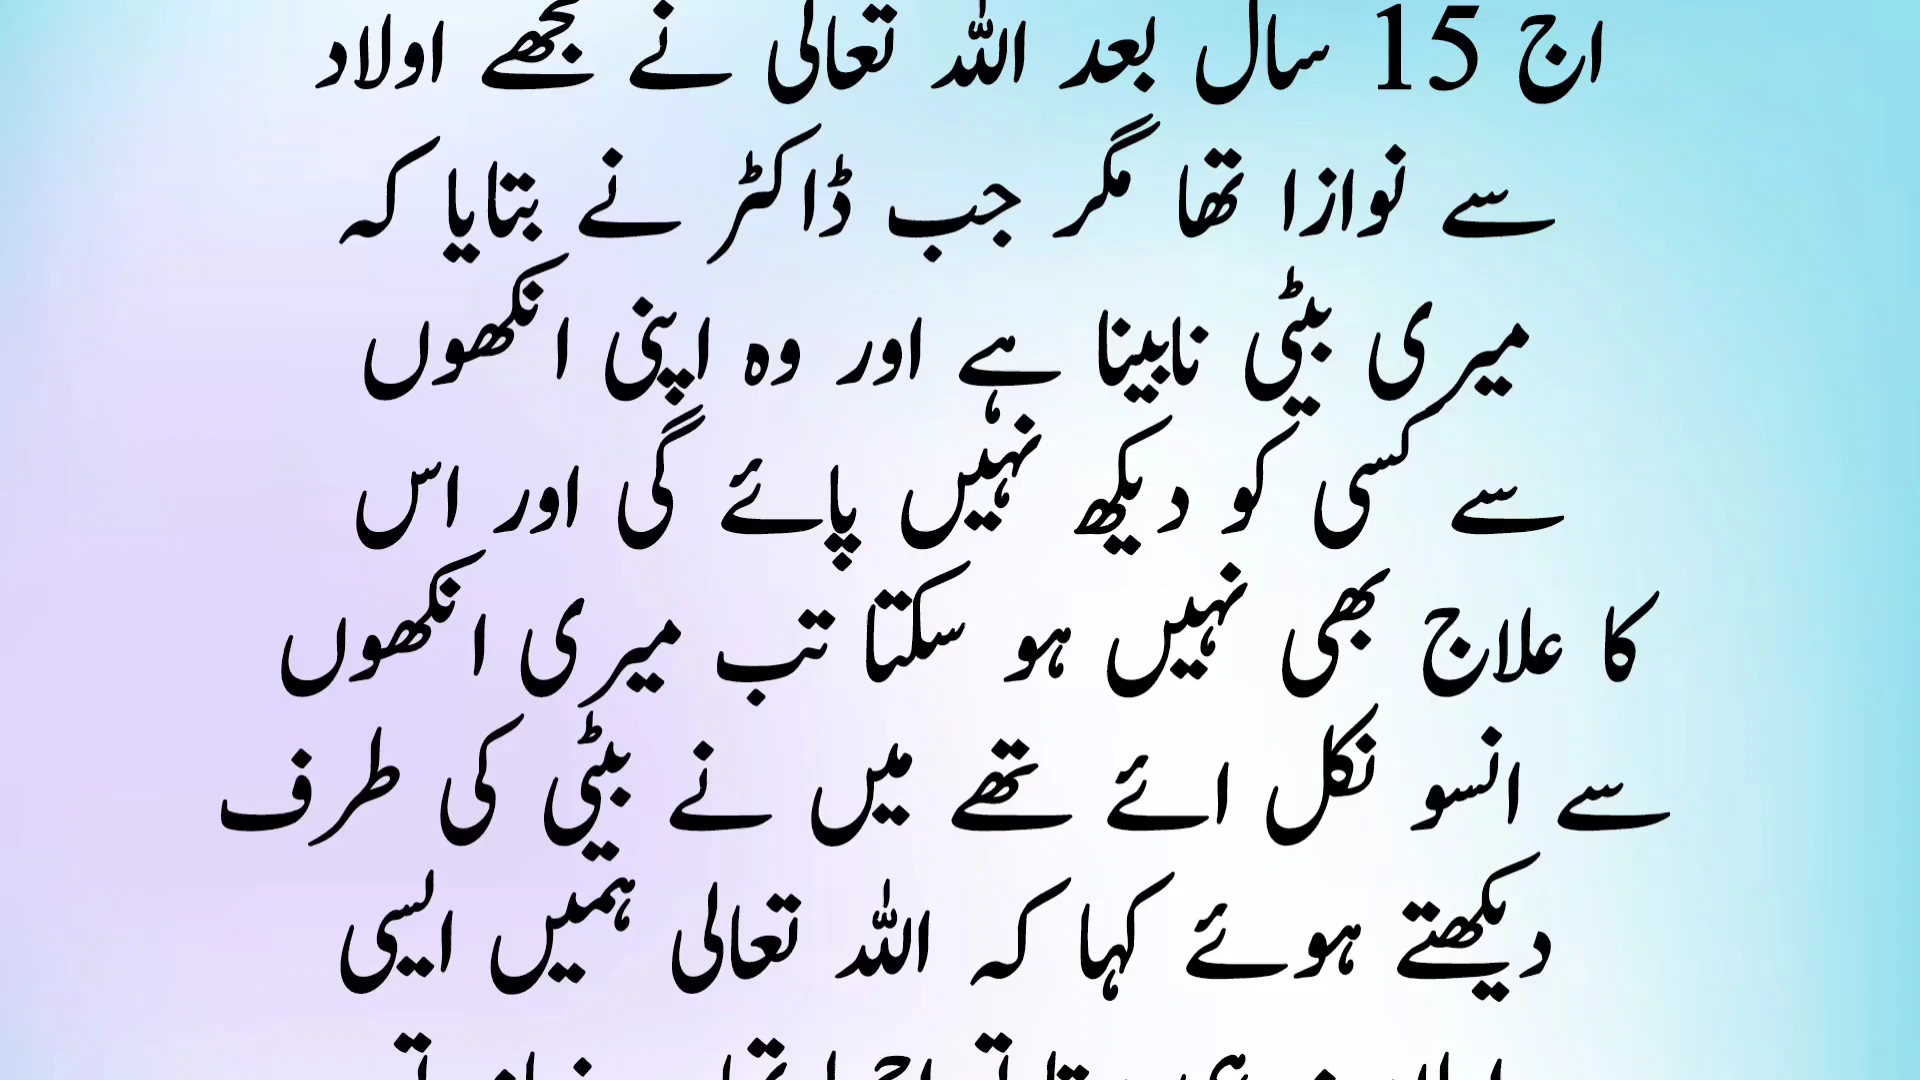 اج 15 سال بعد اللہ تعالی نے مجھے اولاد
سے نوازا تھا مگر جب ڈاکٹر نے بتایا کہ
میری بیٹی نابینا ہے اور وہ اپنی انکھوں
سے کسی کو دیکھ نہیں پائے گی اور اس
کا علاج بھی نہیں ہو سکتا تب میری انکھوں
سے انسو نکل ائے تھے میں نے بیٹی کی طرف
دیکھتے ہوئے کہا کہ اللہ تعالی ہمیں ایسی